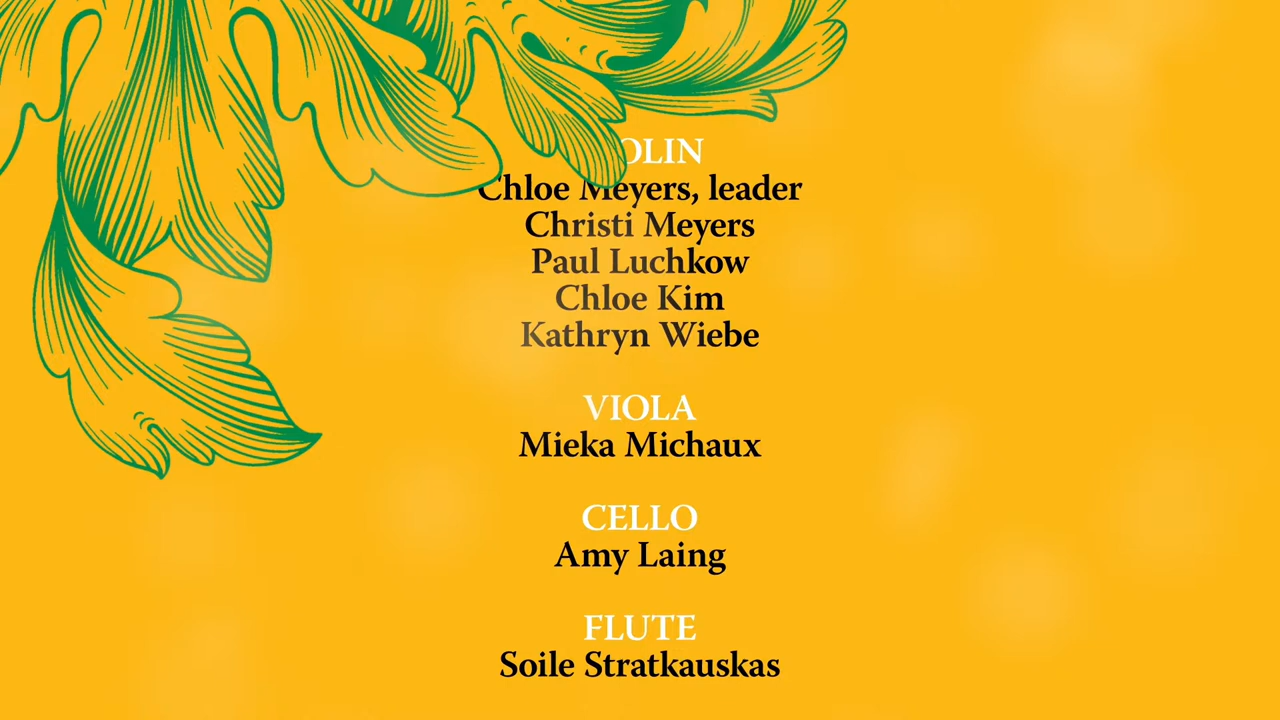 OLIN
Chloe Meyers, leader
Christi Meyers
Paul Luchkow
Chloe Kim
Kathryn Wiebe
VIOLA
Mieka Michaux
CELLO
Amy Laing
FLUTE
Soile Stratkauskas